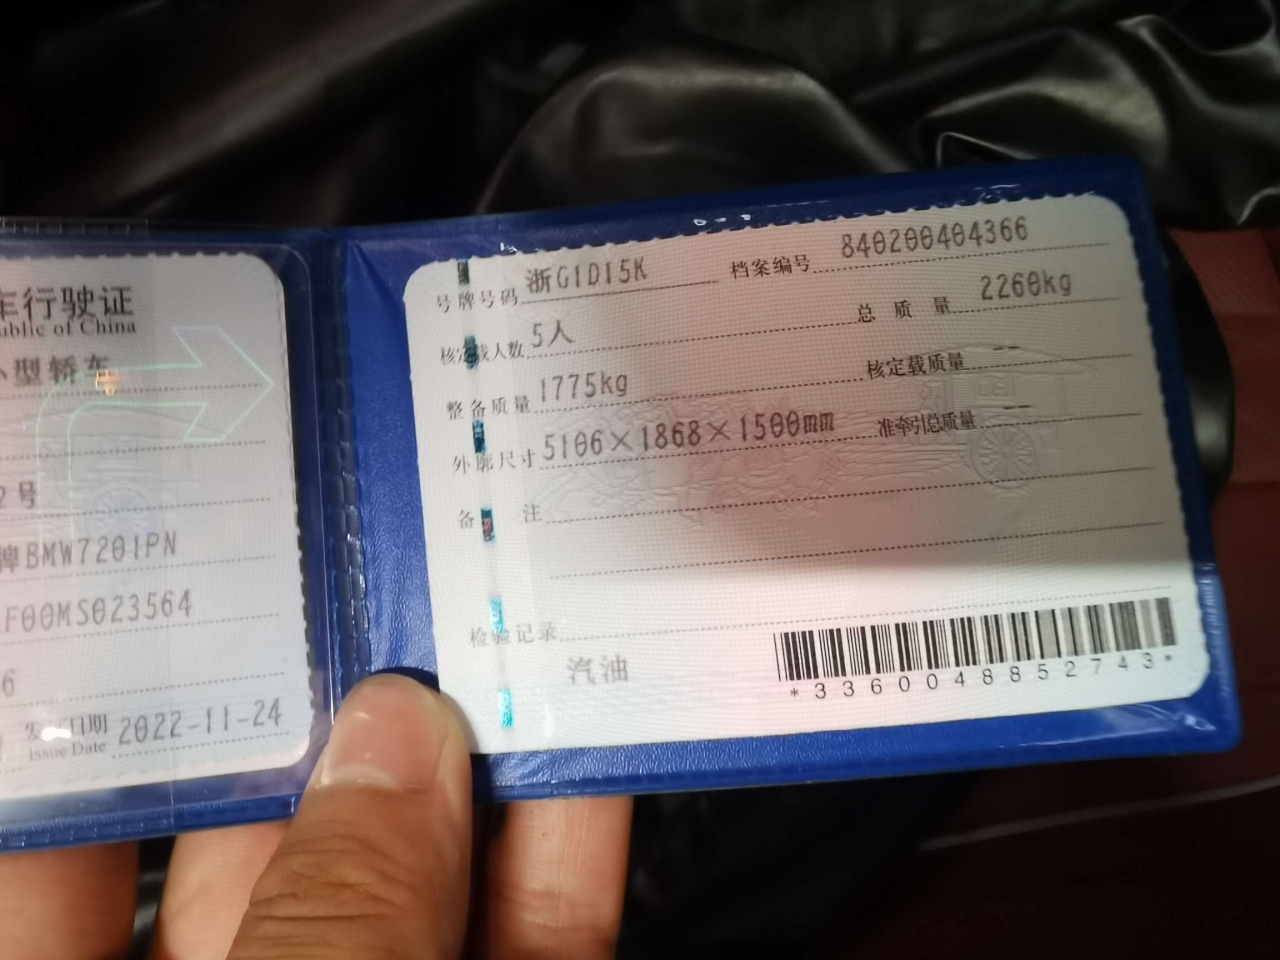 车行驶证
ublic of China
小型轿车
2号
牌BMW7201PN
F00MS023564
6
发证日期 2022-11-24
Issue Date
号牌号码 浙G1D15K 档案编号 840200404366
核定载人数 5人 总质量 2260kg
整备质量 1775kg 核定载质量 --
外廓尺寸 5106×1868×1500mm 准牵引总质量 --
备注
检验记录
汽油
*3360048852743*